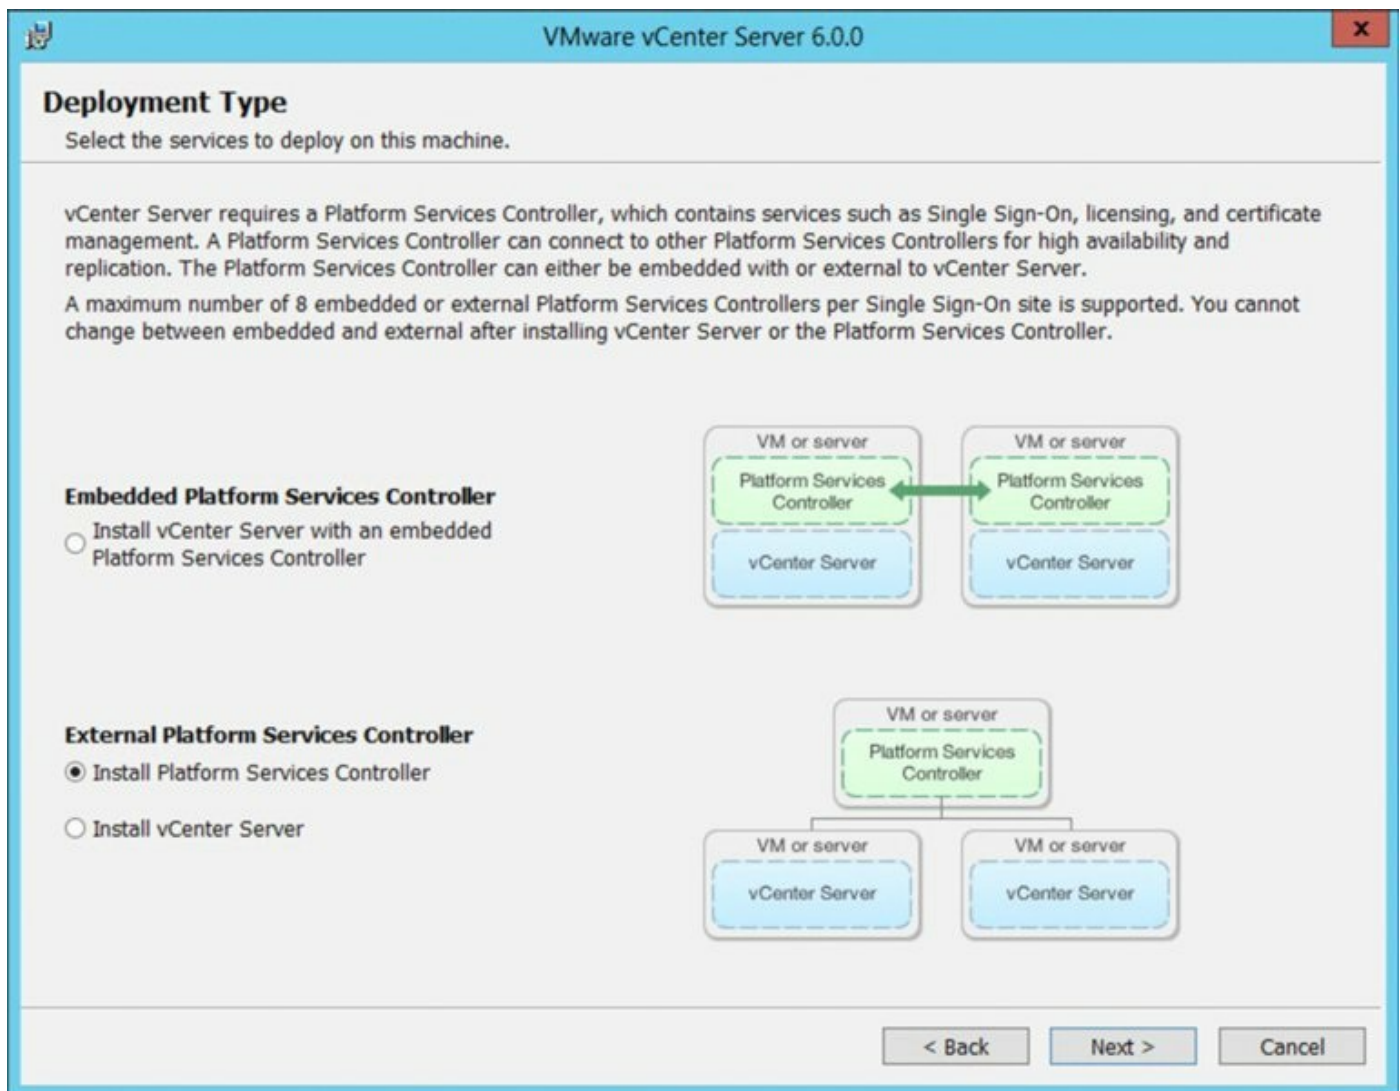 VMware vCenter Server 6.0.0
x
Deployment Type
Select the services to deploy on this machine.
vCenter Server requires a Platform Services Controller, which contains services such as Single Sign-On, licensing, and certificate
management. A Platform Services Controller can connect to other Platform Services Controllers for high availability and
replication. The Platform Services Controller can either be embedded with or external to vCenter Server.
A maximum number of 8 embedded or external Platform Services Controllers per Single Sign-On site is supported. You cannot
change between embedded and external after installing vCenter Server or the Platform Services Controller.
Embedded Platform Services Controller
Install vCenter Server with an embedded
Platform Services Controller
VM or server
Platform Services
Controller
vCenter Server
VM or server
Platform Services
Controller
vCenter Server
External Platform Services Controller
Install Platform Services Controller
Install vCenter Server
VM or server
Platform Services
Controller
VM or server
vCenter Server
VM or server
vCenter Server
< Back
Next >
Cancel